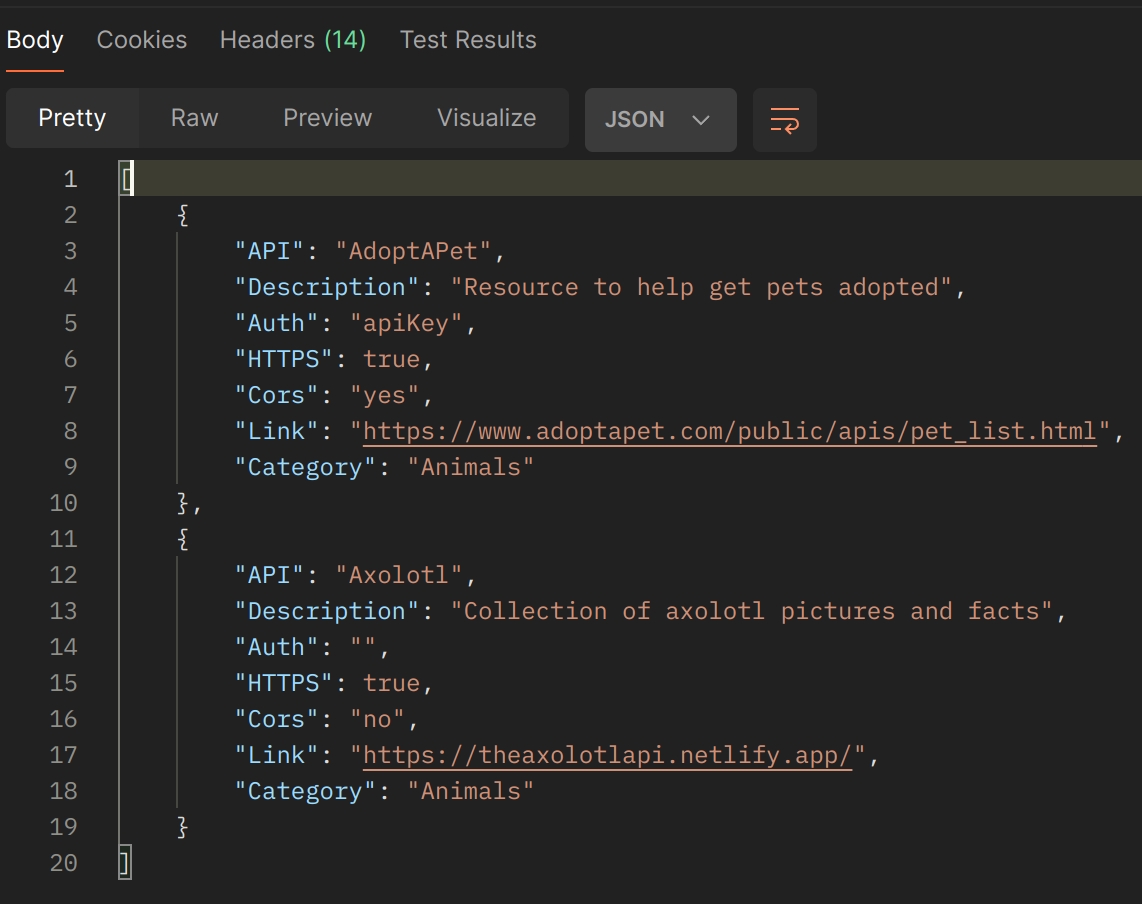 Body Cookies Headers (14) Test Results
Pretty Raw Preview Visualize JSON
1 [
2 {
3 "API": "AdoptAPet",
4 "Description": "Resource to help get pets adopted",
5 "Auth": "apiKey",
6 "HTTPS": true,
7 "Cors": "yes",
8 "Link": "https://www.adoptapet.com/public/apis/pet_list.html",
9 "Category": "Animals"
10 },
11 {
12 "API": "Axolotl",
13 "Description": "Collection of axolotl pictures and facts",
14 "Auth": "",
15 "HTTPS": true,
16 "Cors": "no",
17 "Link": "https://theaxolotlapi.netlify.app/",
18 "Category": "Animals"
19 }
20 ]